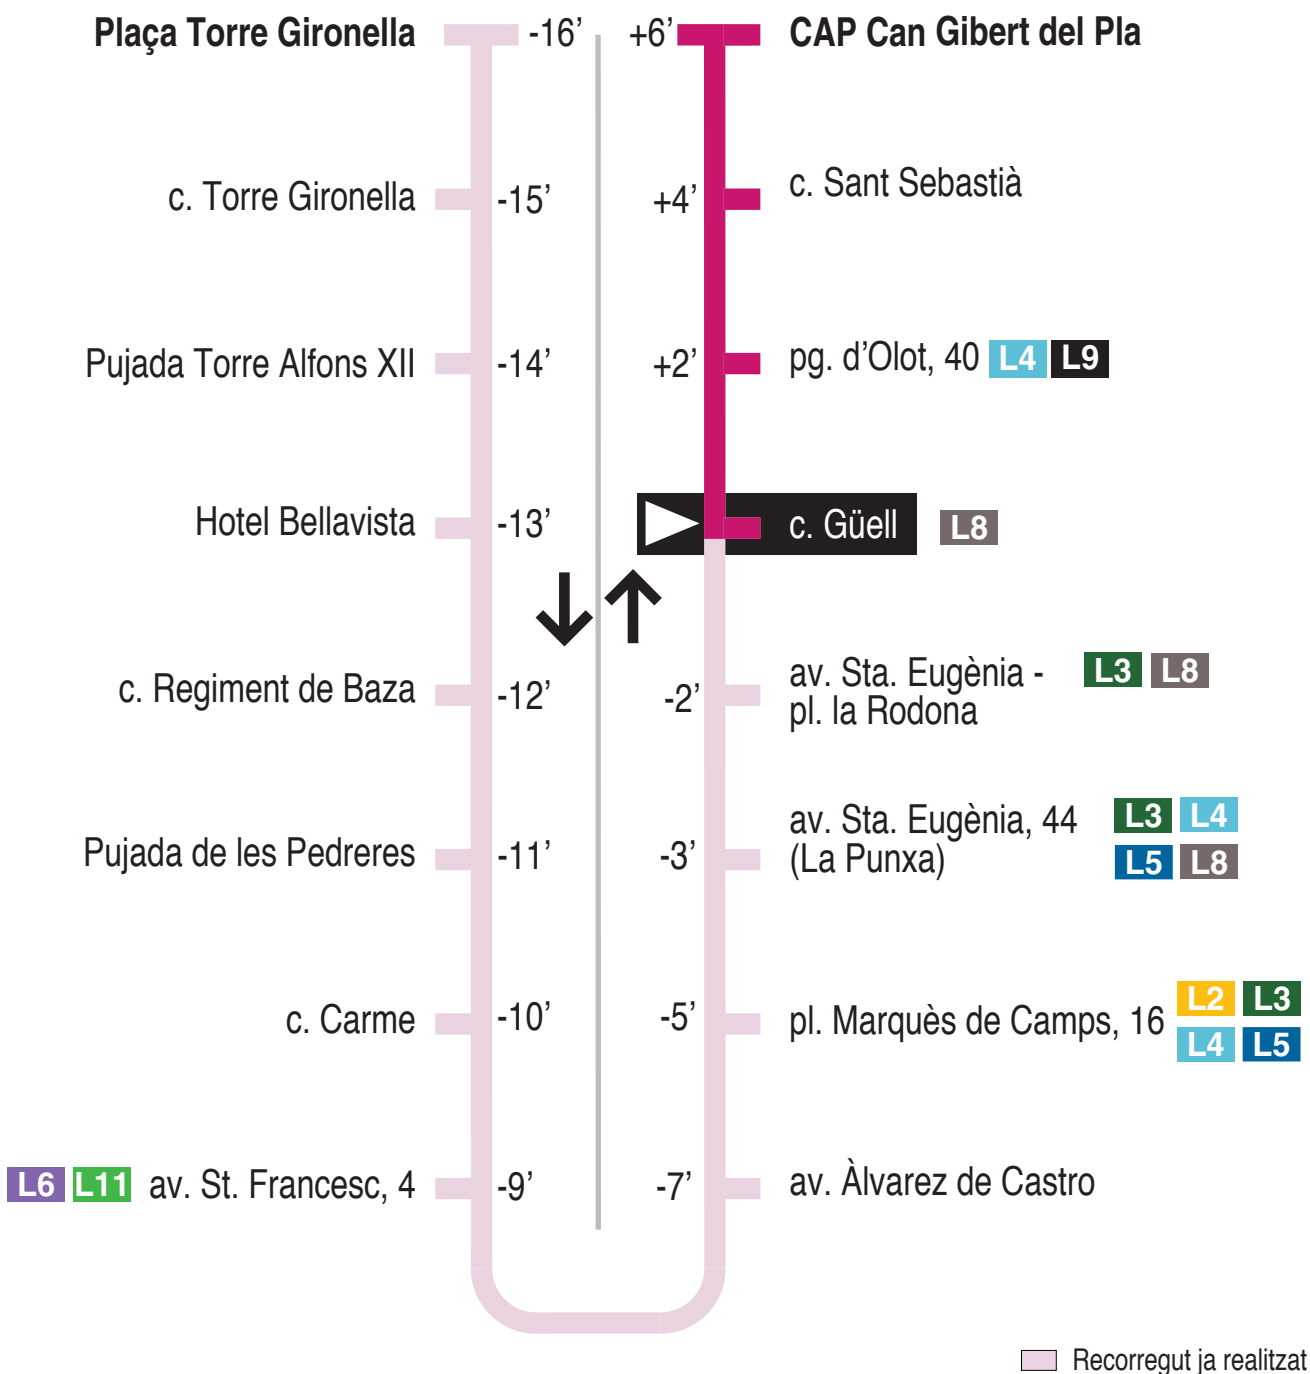 Plaça Torre Gironella -16’
c. Torre Gironella -15’
Pujada Torre Alfons XII -14’
Hotel Bellavista -13’
c. Regiment de Baza -12’
Pujada de les Pedreres -11’
c. Carme -10’
L6 L11 av. St. Francesc, 4 -9’
+6’ CAP Can Gibert del Pla
+4’ c. Sant Sebastià
+2’ pg. d’Olot, 40 L4 L9
c. Güell L8
-2’ av. Sta. Eugènia - L3 L8
pl. la Rodona
-3’ av. Sta. Eugènia, 44 L3 L4
(La Punxa) L5 L8
-5’ pl. Marquès de Camps, 16 L2 L3
L4 L5
-7’ av. Àlvarez de Castro
Recorregut ja realitzat